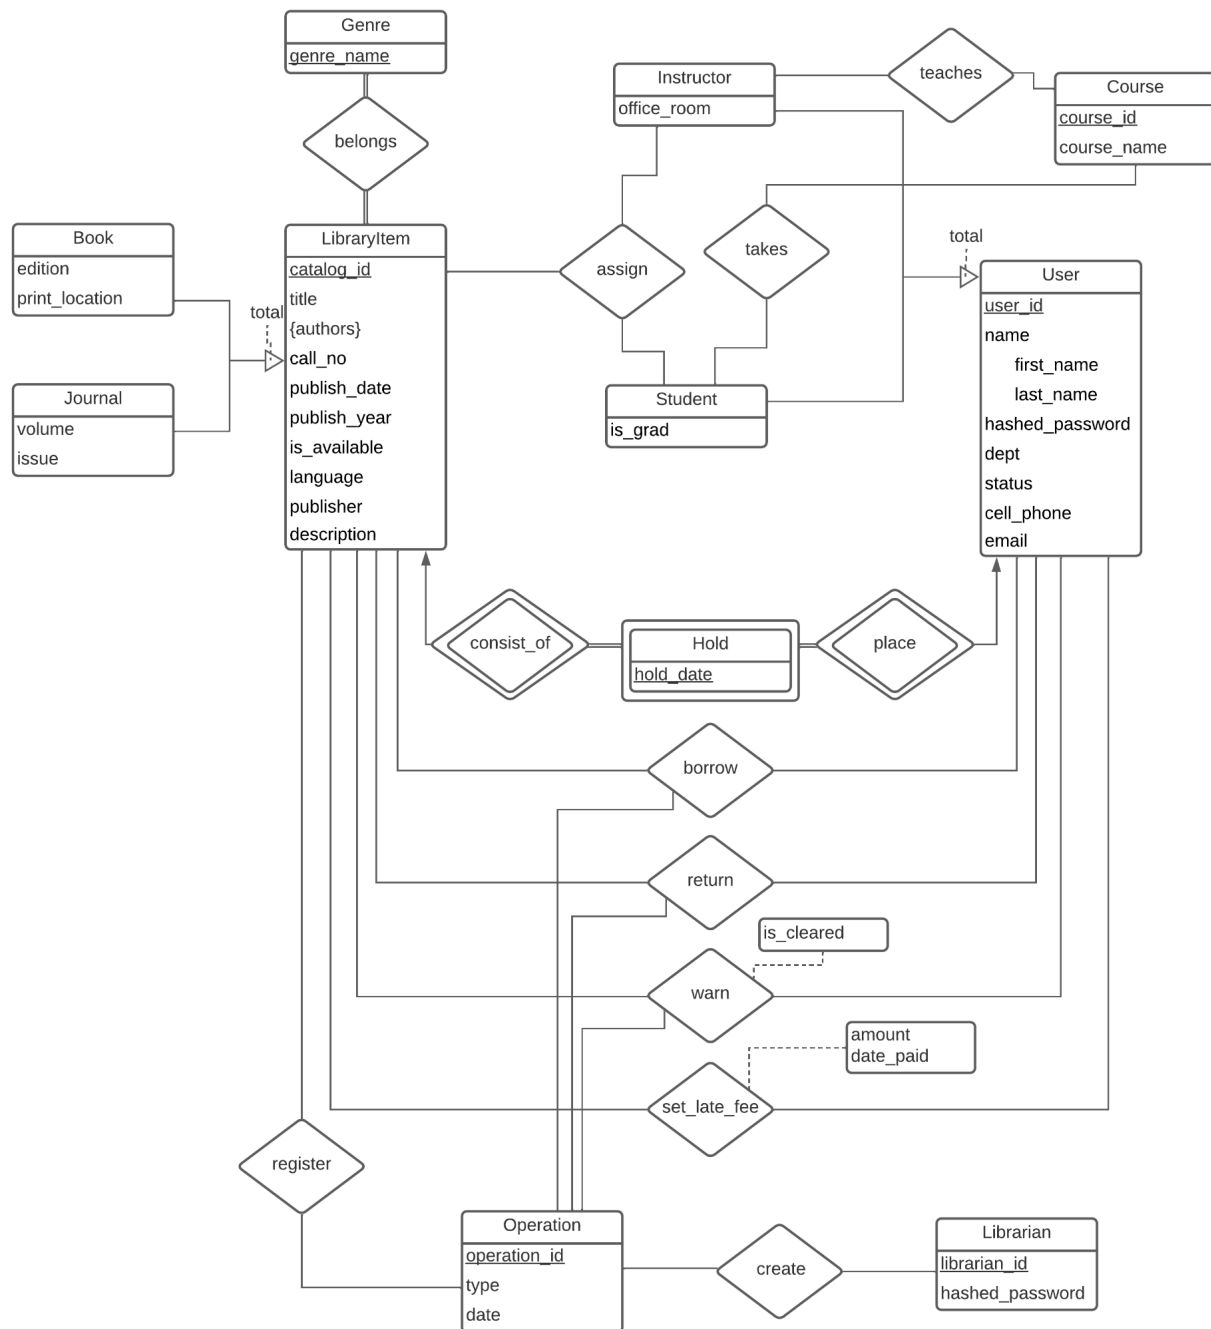 Genre
genre_name
belongs
Instructor
office_room
teaches
Course
course_id
course_name
Book
edition
print_location
total
Journal
volume
issue
LibraryItem
catalog_id
title
{authors}
call_no
publish_date
publish_year
is_available
language
publisher
description
assign
takes
Student
is_grad
total
User
user_id
name
first_name
last_name
hashed_password
dept
status
cell_phone
email
consist_of
Hold
hold_date
place
borrow
return
is_cleared
warn
amount
date_paid
set_late_fee
register
Operation
operation_id
type
date
create
Librarian
librarian_id
hashed_password